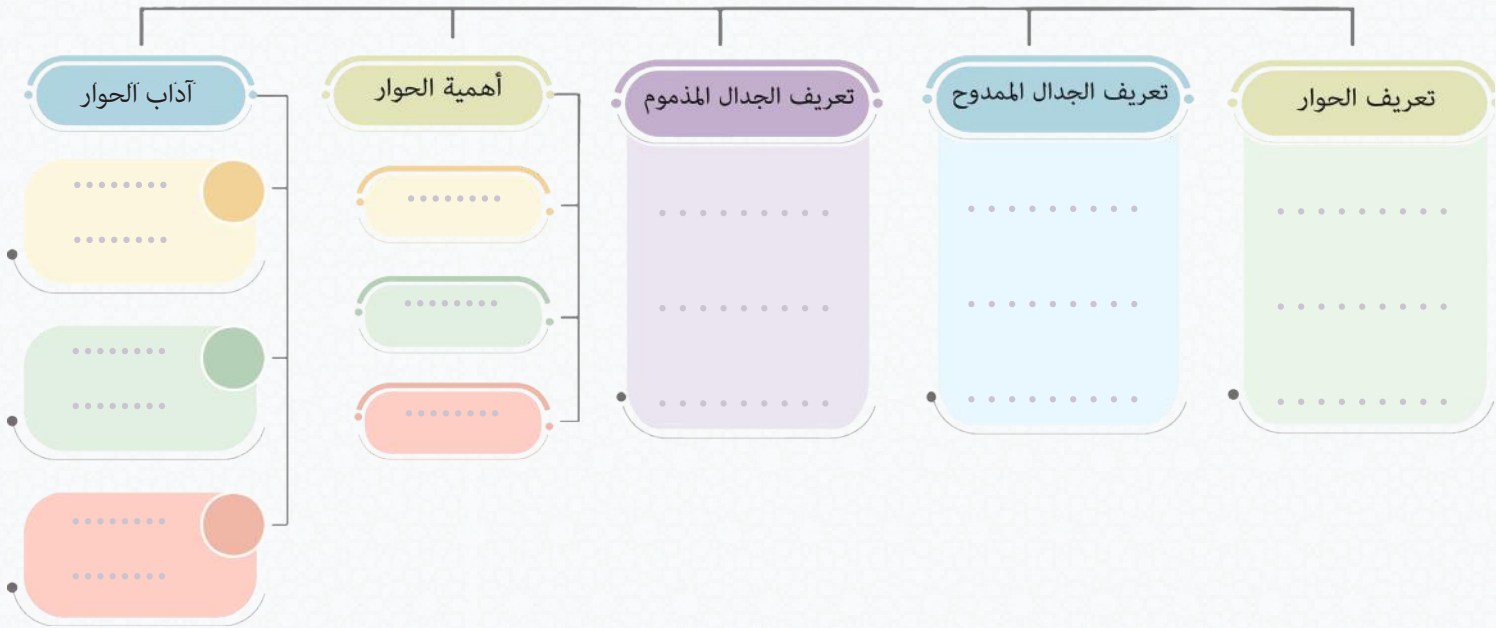 تعريف الحوار
تعريف الجدال الممدوح
تعريف الجدال المذموم
أهمية الحوار
آداب الحوار